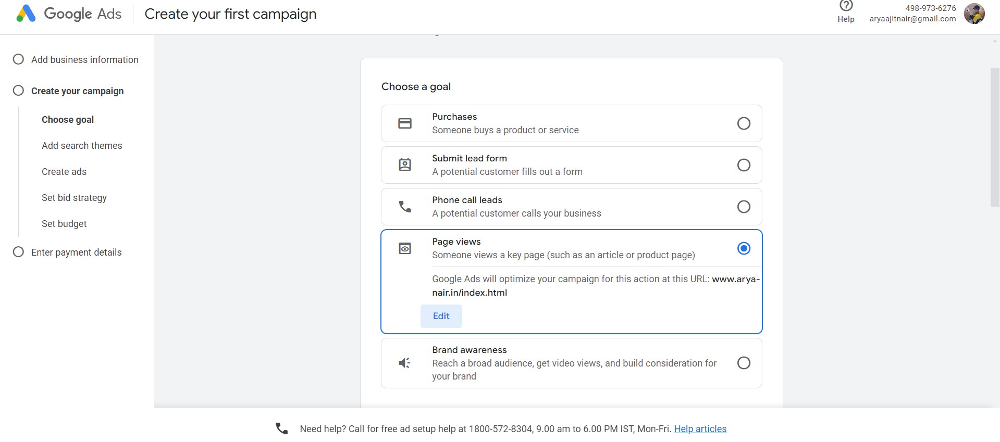 Google Ads
Create your first campaign
Help
498-973-6276
aryaajitnair@gmail.com
Add business information
Create your campaign
Choose goal
Add search themes
Create ads
Set bid strategy
Set budget
Enter payment details
Choose a goal
Purchases
Someone buys a product or service
Submit lead form
A potential customer fills out a form
Phone call leads
A potential customer calls your business
Page views
Someone views a key page (such as an article or product page)
Google Ads will optimize your campaign for this action at this URL: www.arya-
nair.in/index.html
Edit
Brand awareness
Reach a broad audience, get video views, and build consideration for
your brand
Need help? Call for free ad setup help at 1800-572-8304, 9.00 am to 6.00 PM IST, Mon-Fri. Help articles